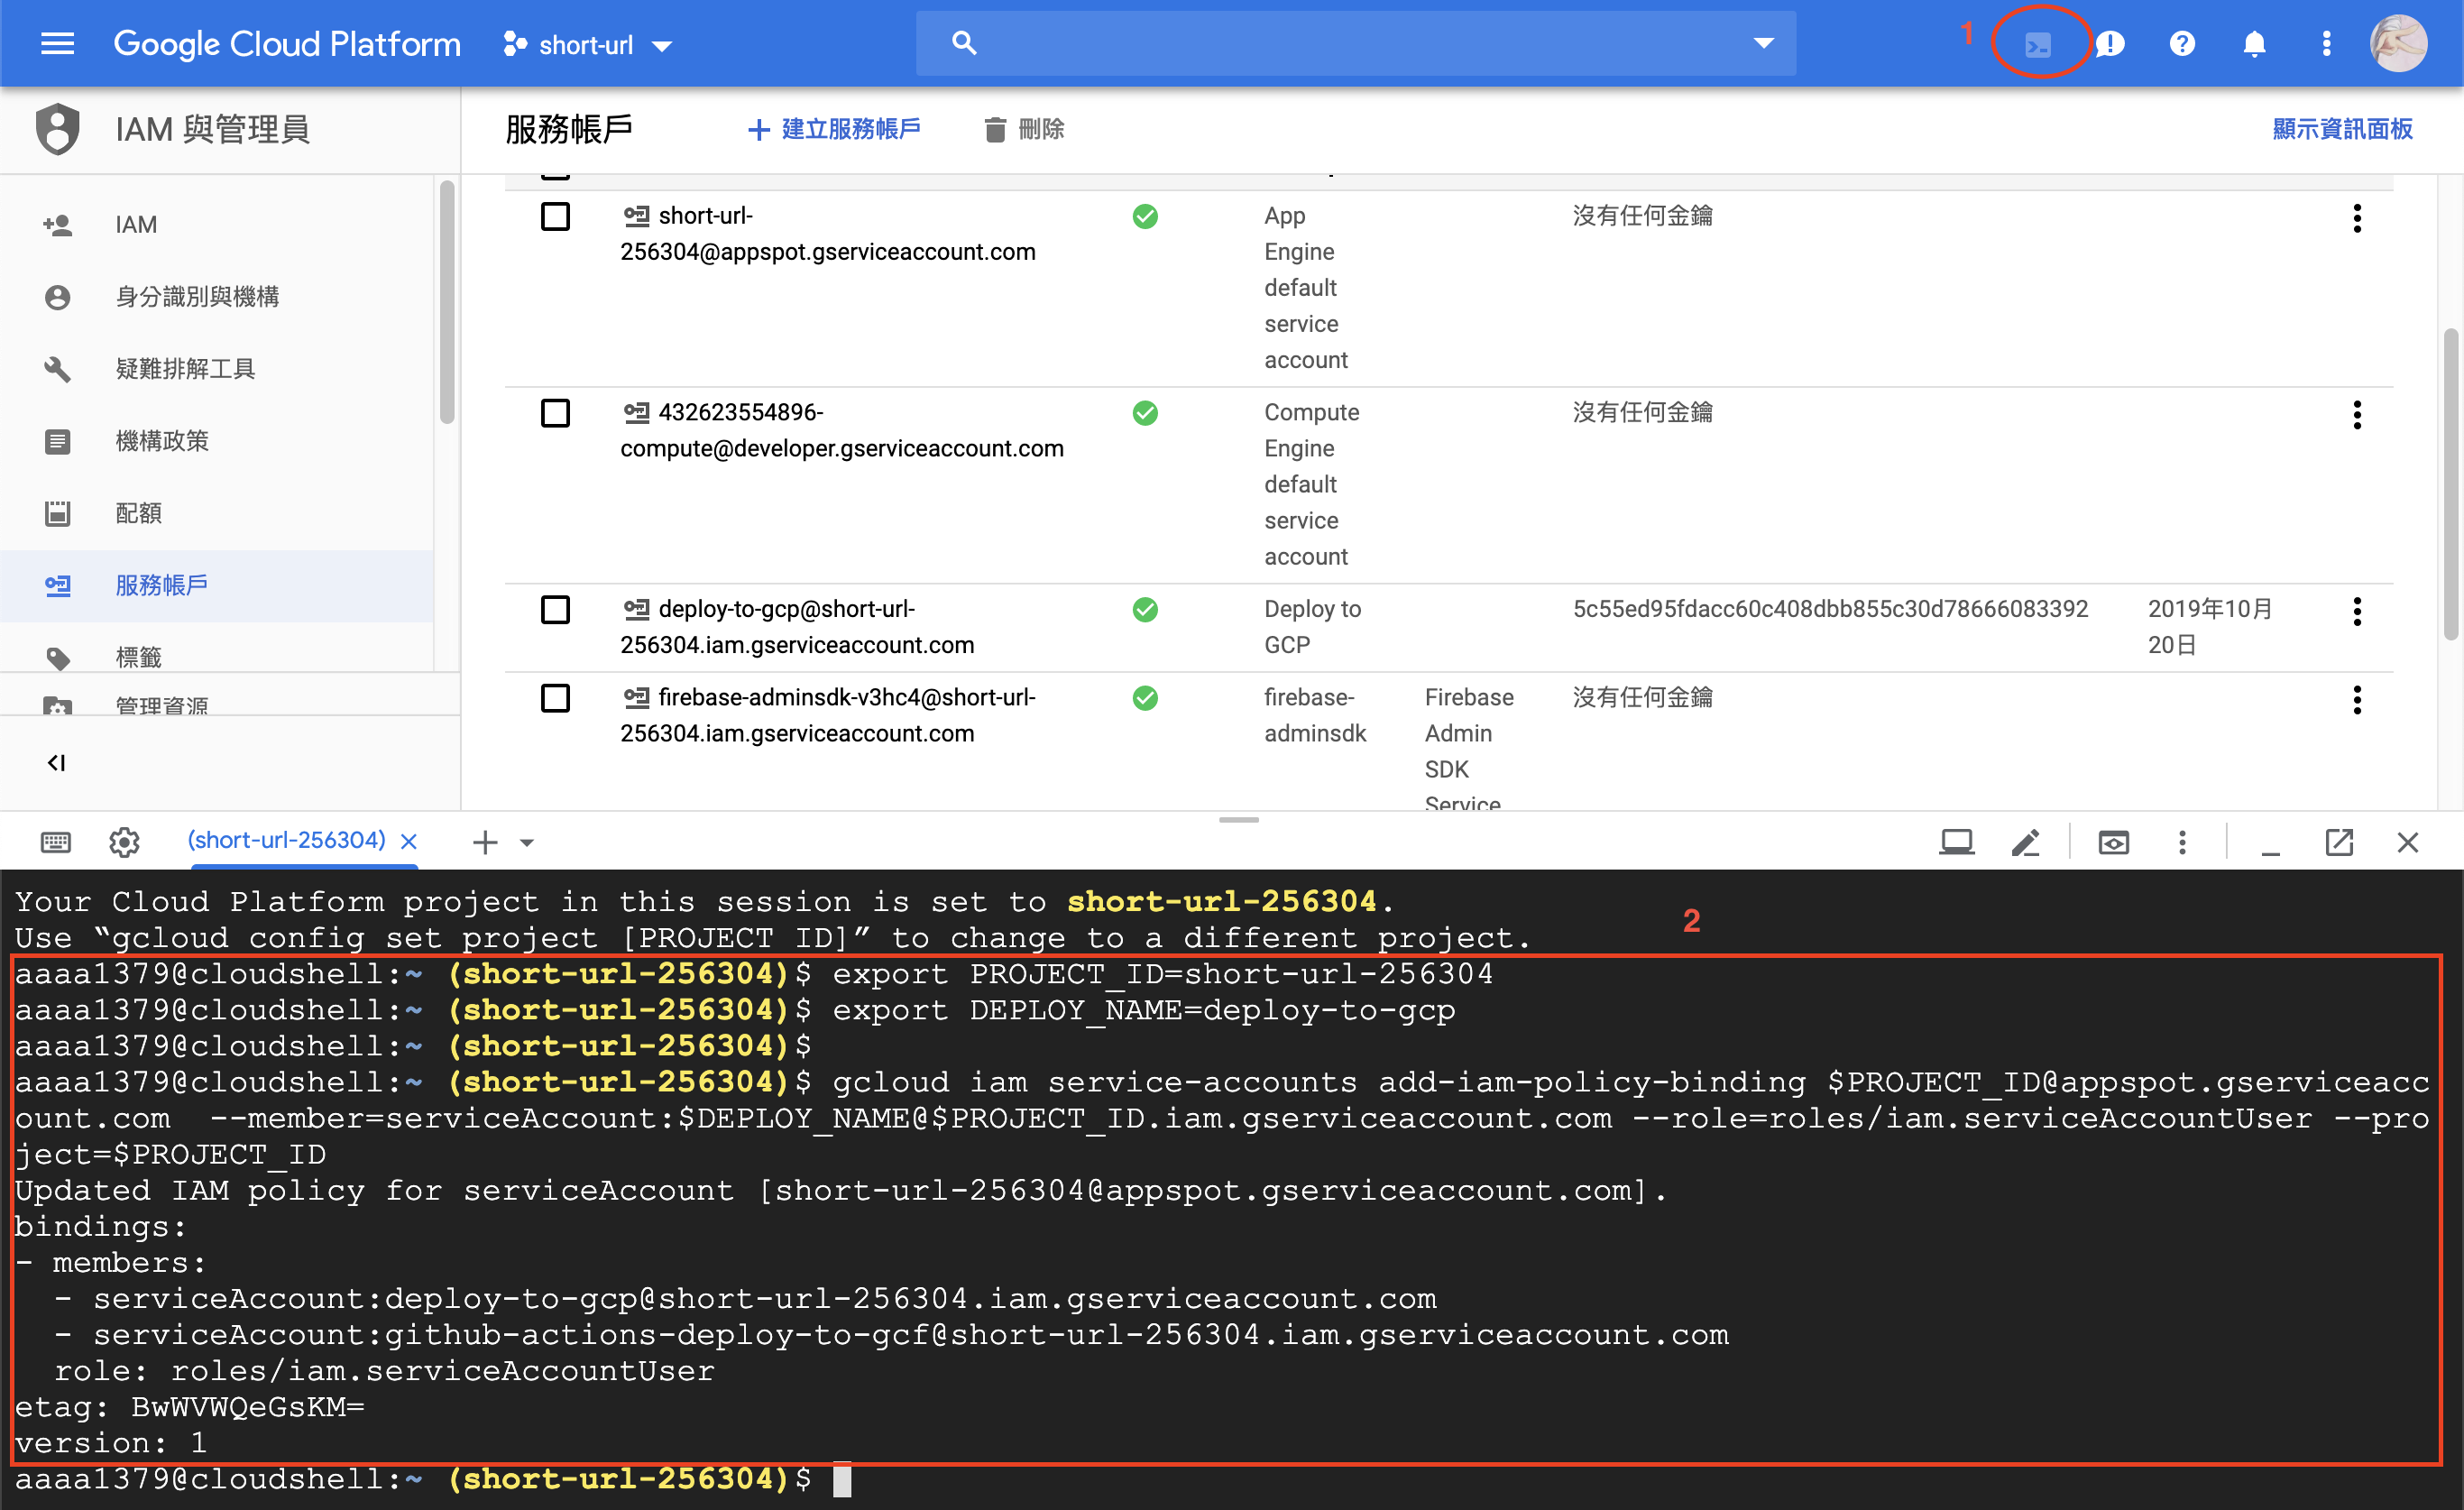 Google Cloud Platform
short-url
1
IAM 與管理員
服務帳戶
建立服務帳戶
刪除
顯示資訊面板
IAM
身分識別與機構
疑難排解工具
機構政策
配額
服務帳戶
標籤
管理資源
short-url-
256304@appspot.gserviceaccount.com
App
Engine
default
service
account
沒有任何金鑰
432623554896-
compute@developer.gserviceaccount.com
Compute
Engine
default
service
account
沒有任何金鑰
deploy-to-gcp@short-url-
256304.iam.gserviceaccount.com
Deploy to
GCP
5c55ed95fdacc60c408dbb855c30d78666083392
2019年10月
20日
firebase-adminsdk-v3hc4@short-url-
256304.iam.gserviceaccount.com
firebase-
adminsdk
Firebase
Admin
SDK
Service
沒有任何金鑰
(short-url-256304)
Your Cloud Platform project in this session is set to short-url-256304.
2
Use “gcloud config set project [PROJECT_ID]” to change to a different project.
aaaa1379@cloudshell:~ (short-url-256304)$ export PROJECT_ID=short-url-256304
aaaa1379@cloudshell:~ (short-url-256304)$ export DEPLOY_NAME=deploy-to-gcp
aaaa1379@cloudshell:~ (short-url-256304)$
aaaa1379@cloudshell:~ (short-url-256304)$ gcloud iam service-accounts add-iam-policy-binding $PROJECT_ID@appspot.gserviceacc
ount.com  --member=serviceAccount:$DEPLOY_NAME@$PROJECT_ID.iam.gserviceaccount.com --role=roles/iam.serviceAccountUser --pro
ject=$PROJECT_ID
Updated IAM policy for serviceAccount [short-url-256304@appspot.gserviceaccount.com].
bindings:
- members:
  - serviceAccount:deploy-to-gcp@short-url-256304.iam.gserviceaccount.com
  - serviceAccount:github-actions-deploy-to-gcf@short-url-256304.iam.gserviceaccount.com
  role: roles/iam.serviceAccountUser
etag: BwWVWQeGsKM=
version: 1
aaaa1379@cloudshell:~ (short-url-256304)$